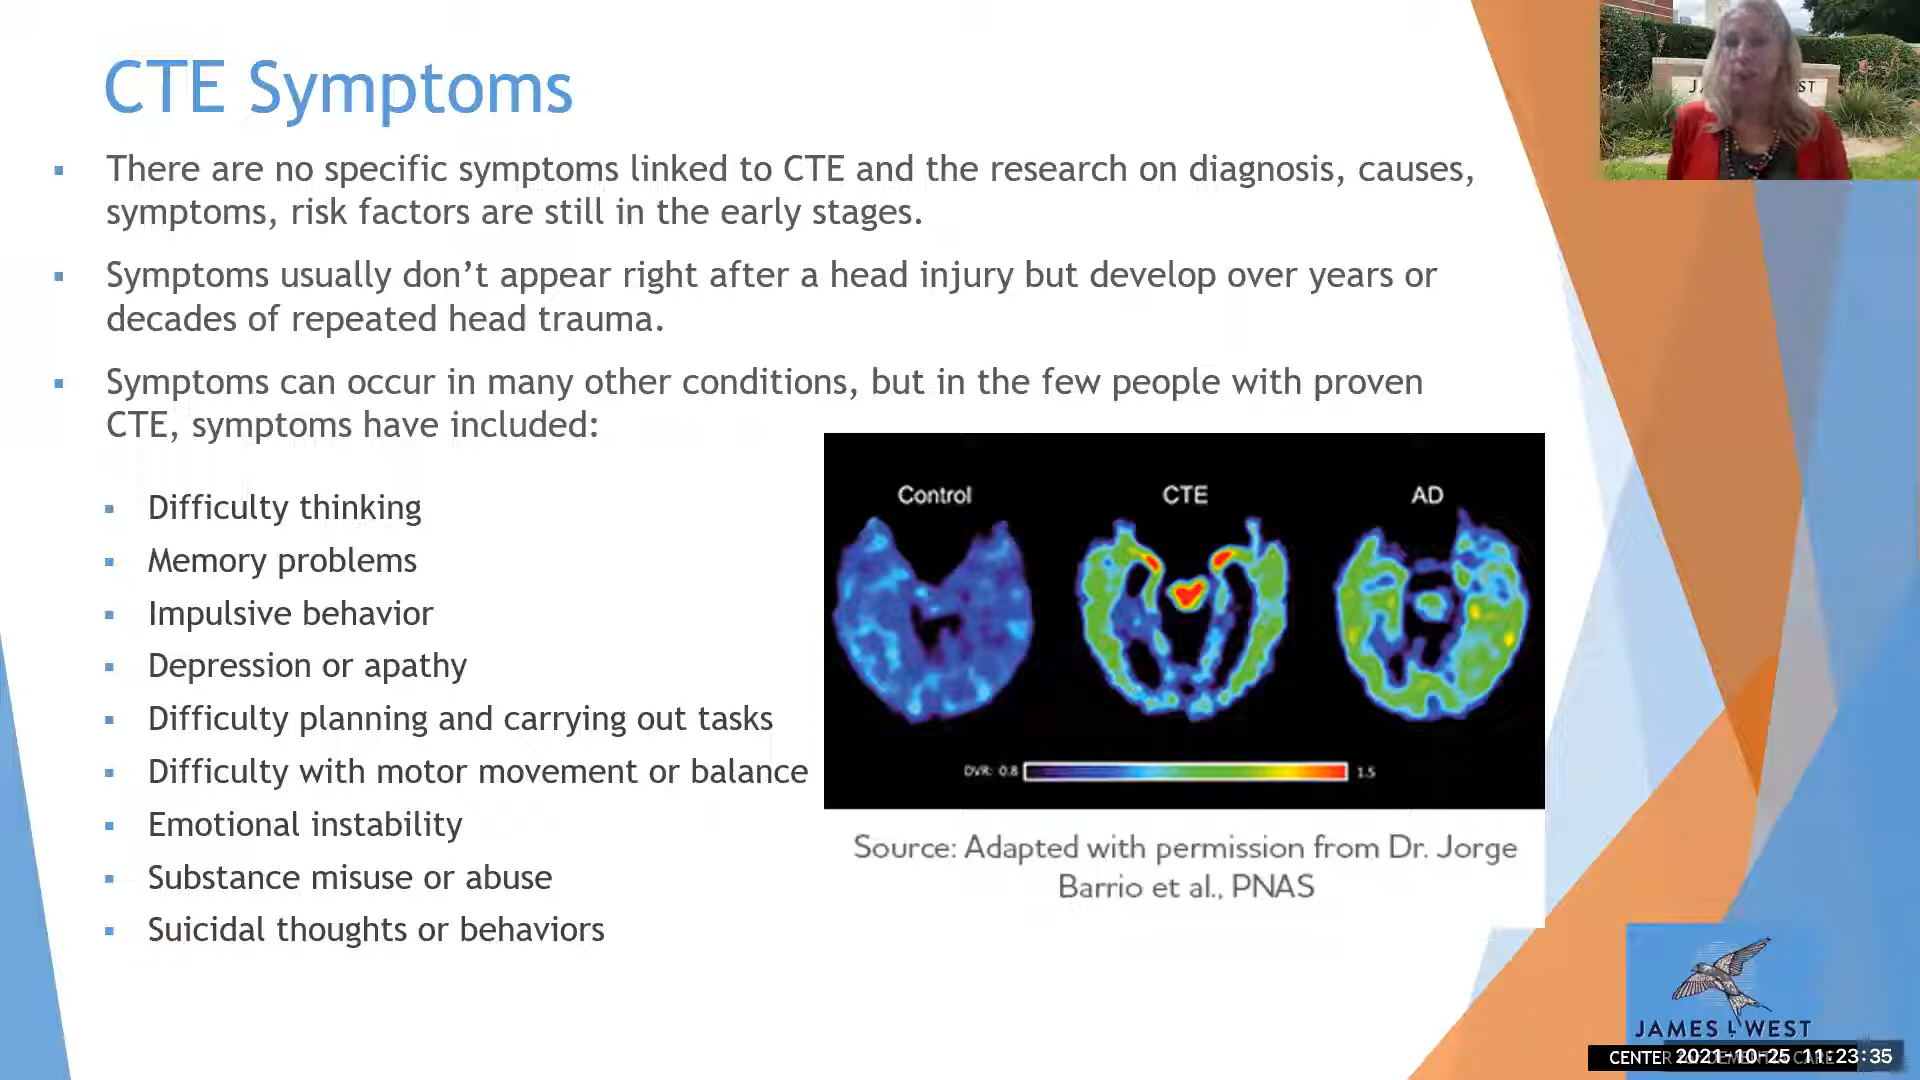 CTE Symptoms
There are no specific symptoms linked to CTE and the research on diagnosis, causes,
symptoms, risk factors are still in the early stages.
Symptoms usually don’t appear right after a head injury but develop over years or
decades of repeated head trauma.
Symptoms can occur in many other conditions, but in the few people with proven
CTE, symptoms have included:
Difficulty thinking
Memory problems
Impulsive behavior
Depression or apathy
Difficulty planning and carrying out tasks
Difficulty with motor movement or balance
Emotional instability
Substance misuse or abuse
Suicidal thoughts or behaviors
Control CTE AD
DVR: 0.8 1.5
Source: Adapted with permission from Dr. Jorge
Barrio et al., PNAS
JAMES L WEST
CENTER
2021-10-25 11:23:35